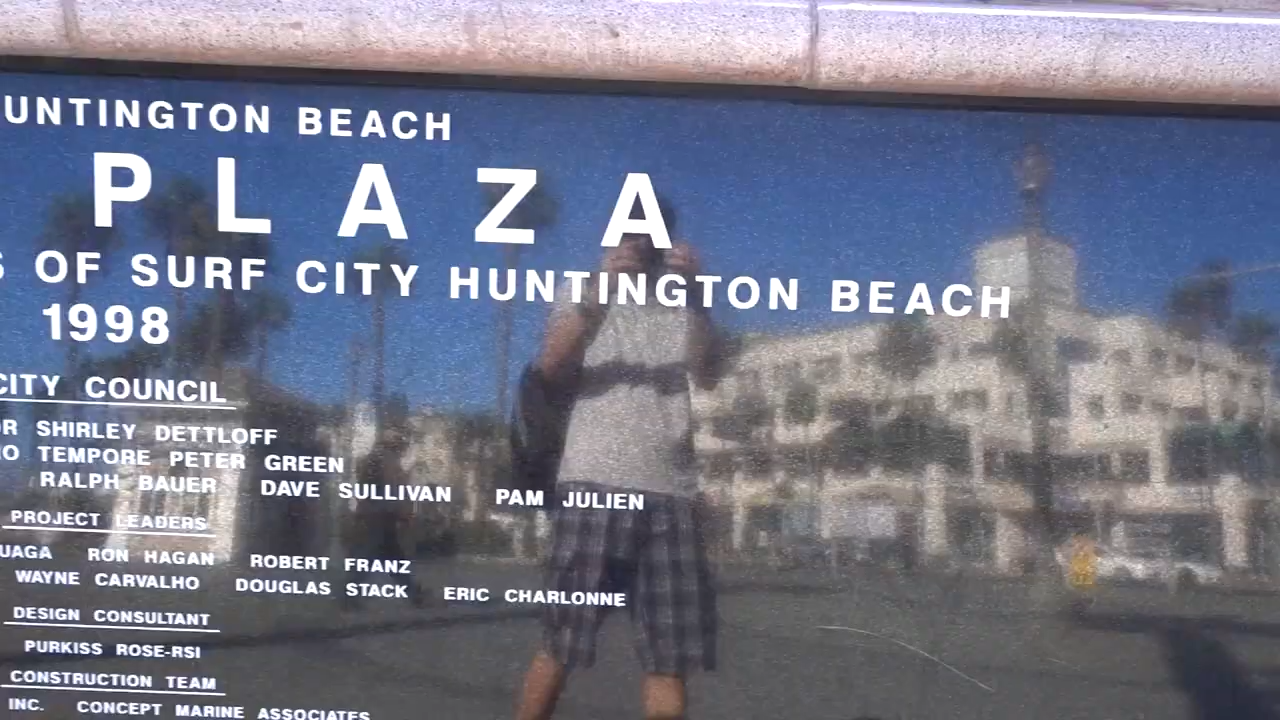 UNTINGTON BEACH
PLAZA
S OF SURF CITY HUNTINGTON BEACH
1998
CITY COUNCIL
OR SHIRLEY DETTLOFF
IO TEMPORE PETER GREEN
RALPH BAUER DAVE SULLIVAN PAM JULIEN
PROJECT LEADERS
UAGA RON HAGAN ROBERT FRANZ
WAYNE CARVALHO DOUGLAS STACK ERIC CHARLONNE
DESIGN CONSULTANT
PURKISS ROSE-RSI
CONSTRUCTION TEAM
INC. CONCEPT MARINE ASSOCIATES